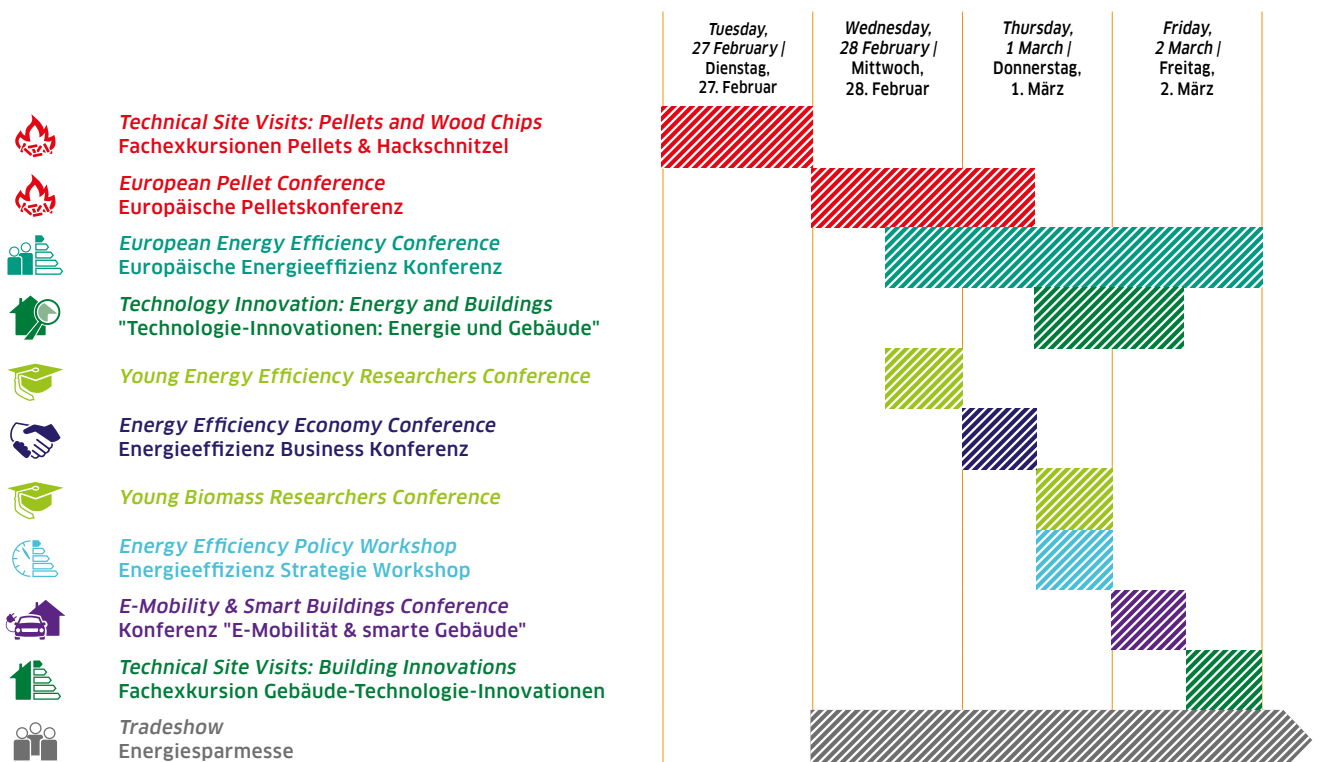 Tuesday,
27 February |
Dienstag,
27. Februar
Wednesday,
28 February |
Mittwoch,
28. Februar
Thursday,
1 March |
Donnerstag,
1. März
Friday,
2 March |
Freitag,
2. März
Technical Site Visits: Pellets and Wood Chips
Fachexkursionen Pellets & Hackschnitzel
European Pellet Conference
Europäische Pelletskonferenz
European Energy Efficiency Conference
Europäische Energieeffizienz Konferenz
Technology Innovation: Energy and Buildings
"Technologie-Innovationen: Energie und Gebäude"
Young Energy Efficiency Researchers Conference
Energy Efficiency Economy Conference
Energieeffizienz Business Konferenz
Young Biomass Researchers Conference
Energy Efficiency Policy Workshop
Energieeffizienz Strategie Workshop
E-Mobility & Smart Buildings Conference
Konferenz "E-Mobilität & smarte Gebäude"
Technical Site Visits: Building Innovations
Fachexkursion Gebäude-Technologie-Innovationen
Tradeshow
Energiesparmesse